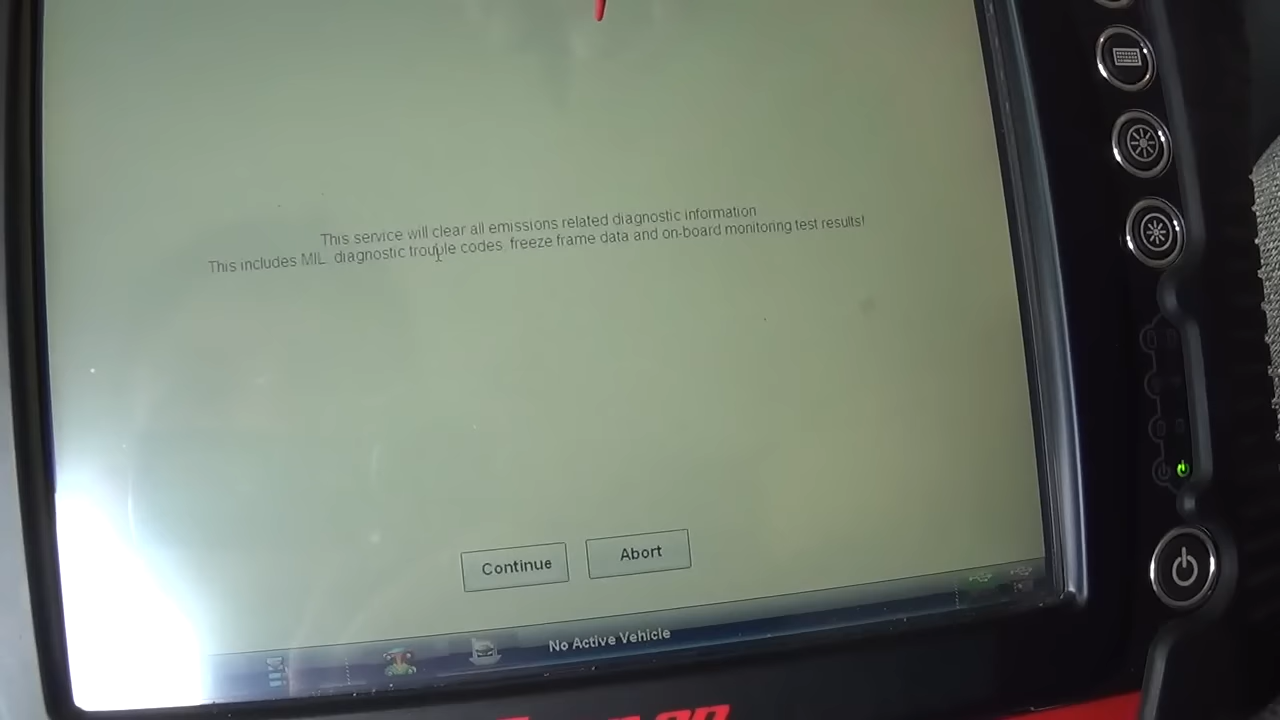 This service will clear all emissions related diagnostic information
This includes MIL, diagnostic trouble codes, freeze frame data and on-board monitoring test results!
Continue
Abort
No Active Vehicle